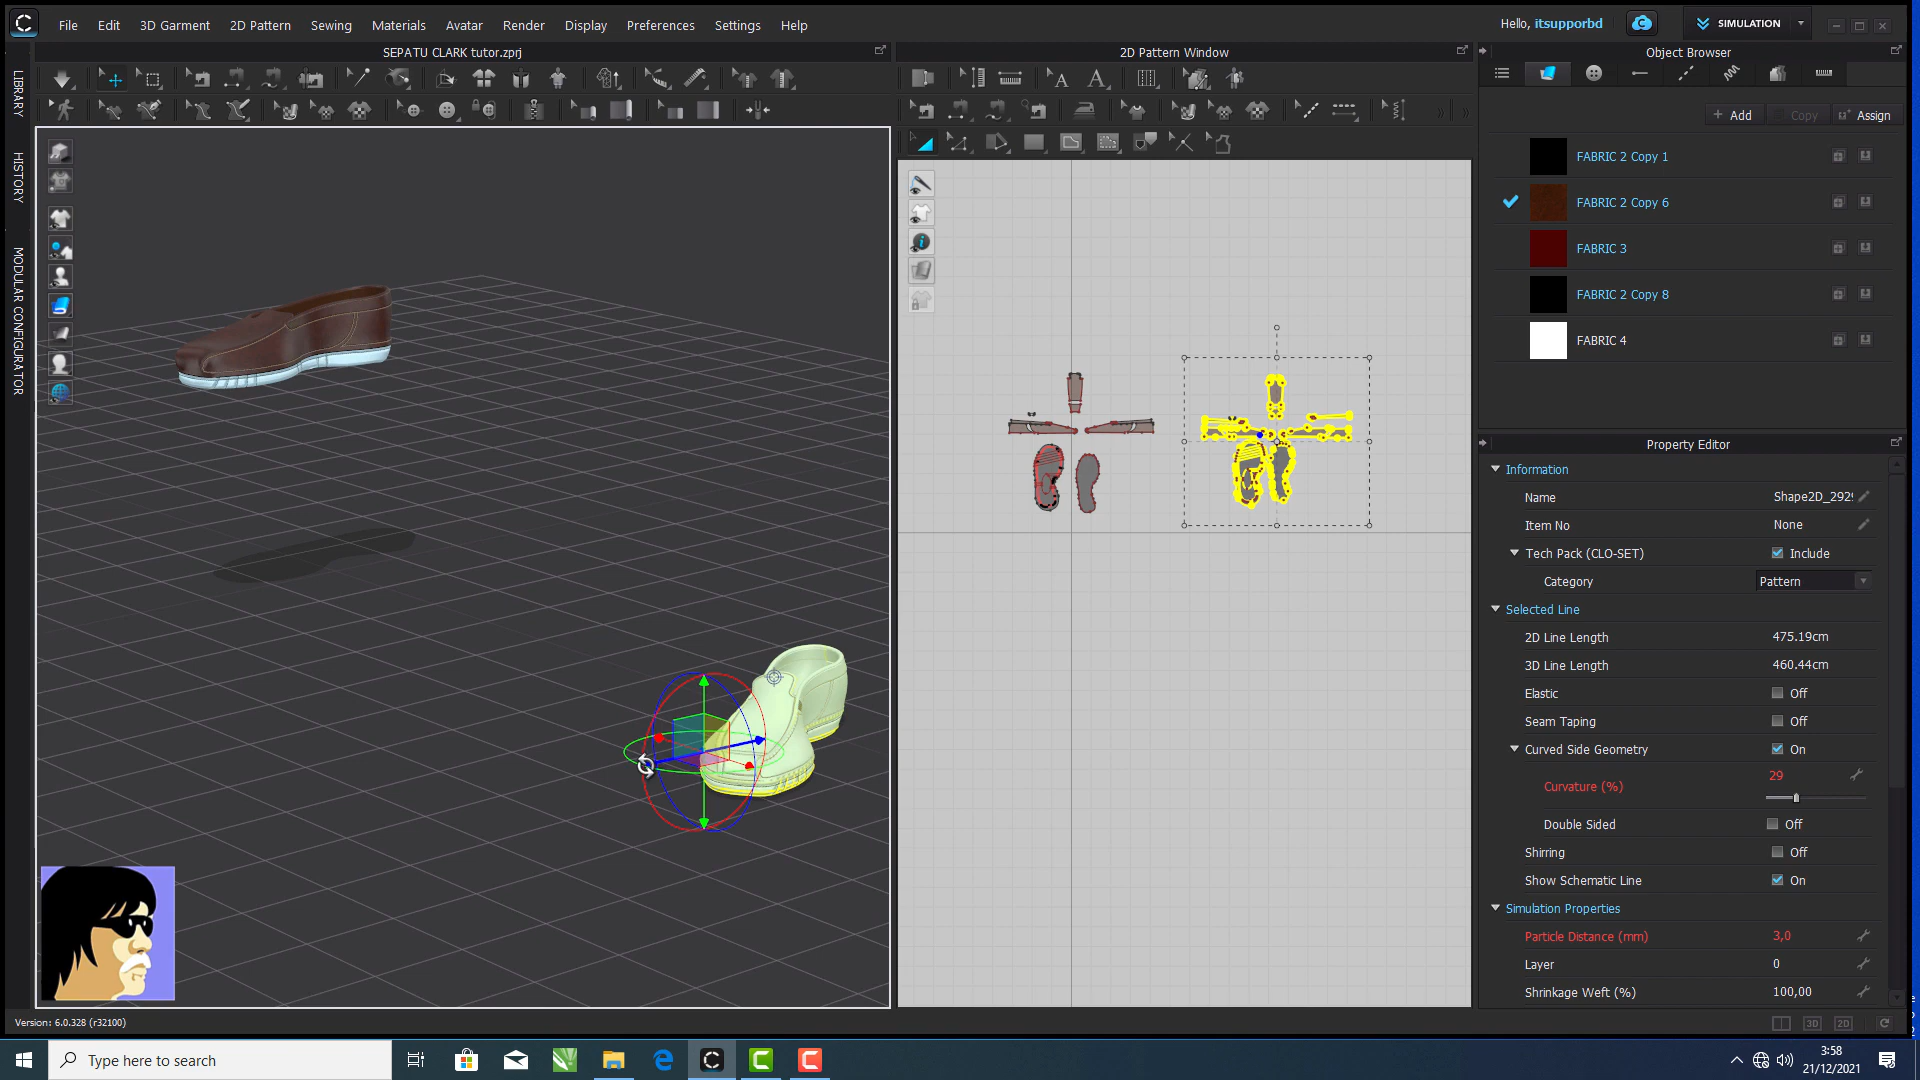 File Edit 3D Garment 2D Pattern Sewing Materials Avatar Render Display Preferences Settings Help
Hello, itsupporbd
SIMULATION
SEPATU CLARK tutor.zprj
2D Pattern Window
Object Browser
LIBRARY
HISTORY
MODULAR CONFIGURATOR
+ Add
Copy
Assign
FABRIC 2 Copy 1
FABRIC 2 Copy 6
FABRIC 3
FABRIC 2 Copy 8
FABRIC 4
Property Editor
Information
Name Shape2D_292
Item No None
Tech Pack (CLO-SET) Include
Category Pattern
Selected Line
2D Line Length 475.19cm
3D Line Length 460.44cm
Elastic Off
Seam Taping Off
Curved Side Geometry On
Curvature (%) 29
Double Sided Off
Shirring Off
Show Schematic Line On
Simulation Properties
Particle Distance (mm) 3,0
Layer 0
Shrinkage Weft (%) 100,00
Version: 6.0.328 (r32100)
3D 2D
Type here to search
3:58
21/12/2021